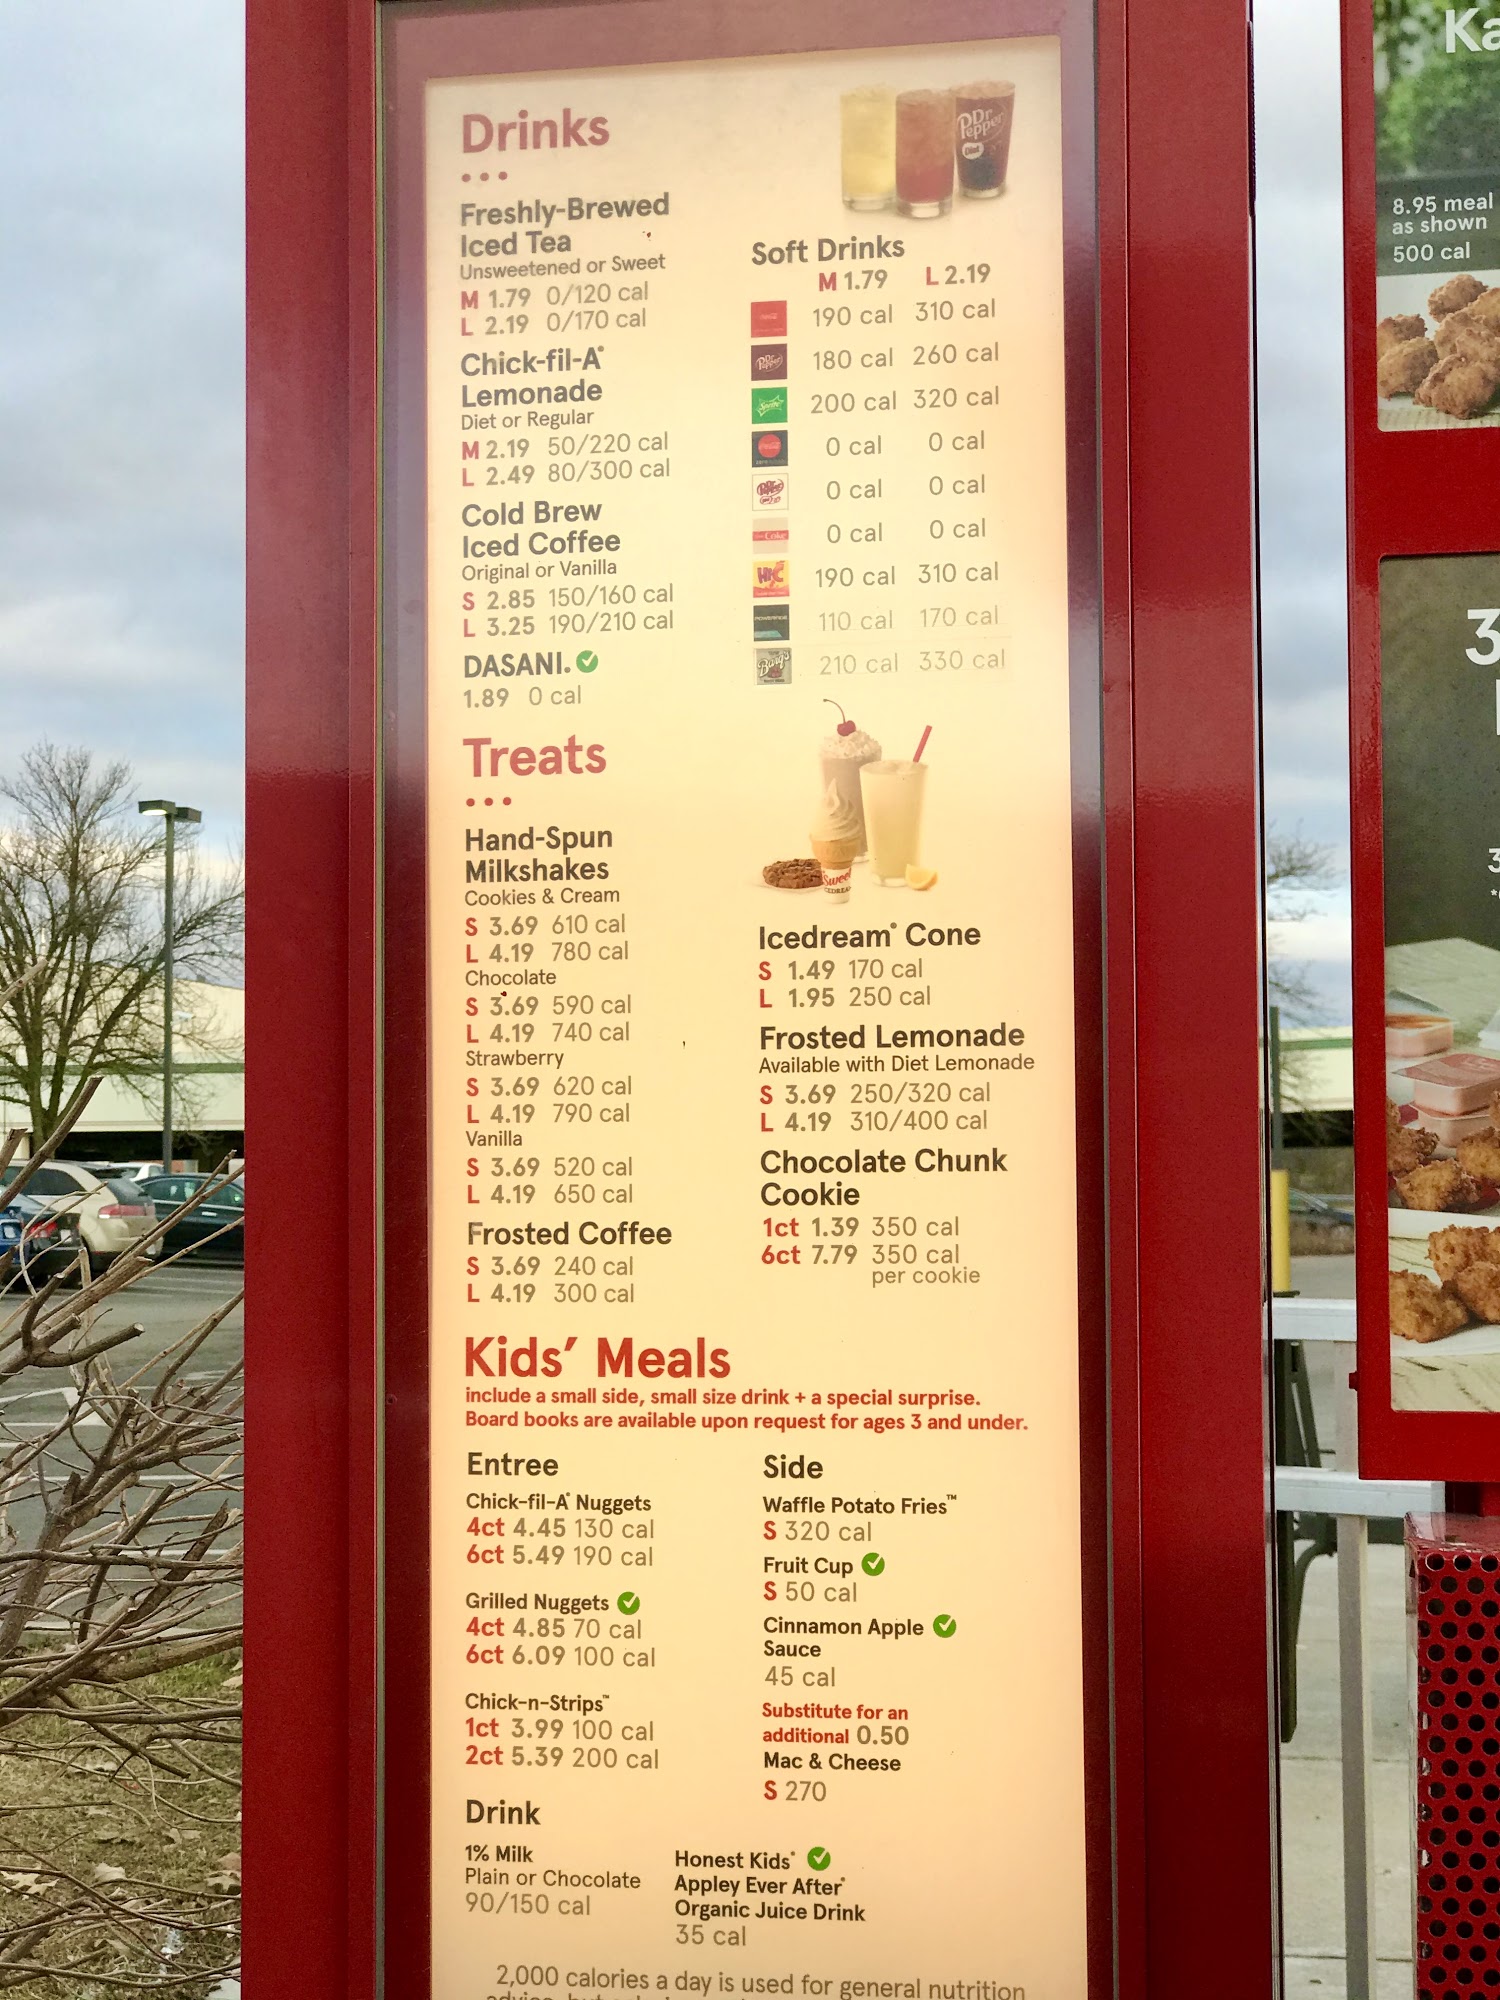 Drinks
Freshly-Brewed
Iced Tea
Unsweetened or Sweet
M 1.79 0/120 cal
L 2.19 0/170 cal
Chick-fil-A®
Lemonade
Diet or Regular
M 2.19 50/220 cal
L 2.49 80/300 cal
Cold Brew
Iced Coffee
Original or Vanilla
S 2.85 150/160 cal
L 3.25 190/210 cal
DASANI.
1.89 0 cal
Dr Pepper
Diet
Soft Drinks
M 1.79 L 2.19
190 cal 310 cal
Dr Pepper 180 cal 260 cal
Sprite 200 cal 320 cal
0 cal 0 cal
0 cal 0 cal
Coke 0 cal 0 cal
Hi-C 190 cal 310 cal
POWERADE 110 cal 170 cal
Barq's 210 cal 330 cal
Treats
Hand-Spun
Milkshakes
Cookies & Cream
S 3.69 610 cal
L 4.19 780 cal
Chocolate
S 3.69 590 cal
L 4.19 740 cal
Strawberry
S 3.69 620 cal
L 4.19 790 cal
Vanilla
S 3.69 520 cal
L 4.19 650 cal
Frosted Coffee
S 3.69 240 cal
L 4.19 300 cal
Icedream® Cone
S 1.49 170 cal
L 1.95 250 cal
Frosted Lemonade
Available with Diet Lemonade
S 3.69 250/320 cal
L 4.19 310/400 cal
Chocolate Chunk
Cookie
1ct 1.39 350 cal
6ct 7.79 350 cal
per cookie
Kids' Meals
include a small side, small size drink + a special surprise.
Board books are available upon request for ages 3 and under.
Entree
Chick-fil-A® Nuggets
4ct 4.45 130 cal
6ct 5.49 190 cal
Grilled Nuggets
4ct 4.85 70 cal
6ct 6.09 100 cal
Chick-n-Strips™
1ct 3.99 100 cal
2ct 5.39 200 cal
Side
Waffle Potato Fries™
S 320 cal
Fruit Cup
S 50 cal
Cinnamon Apple
Sauce
45 cal
Substitute for an
additional 0.50
Mac & Cheese
S 270
Drink
1% Milk
Plain or Chocolate
90/150 cal
Honest Kids®
Appley Ever After®
Organic Juice Drink
35 cal
2,000 calories a day is used for general nutrition
Ka
8.95 meal
as shown
500 cal
3
3